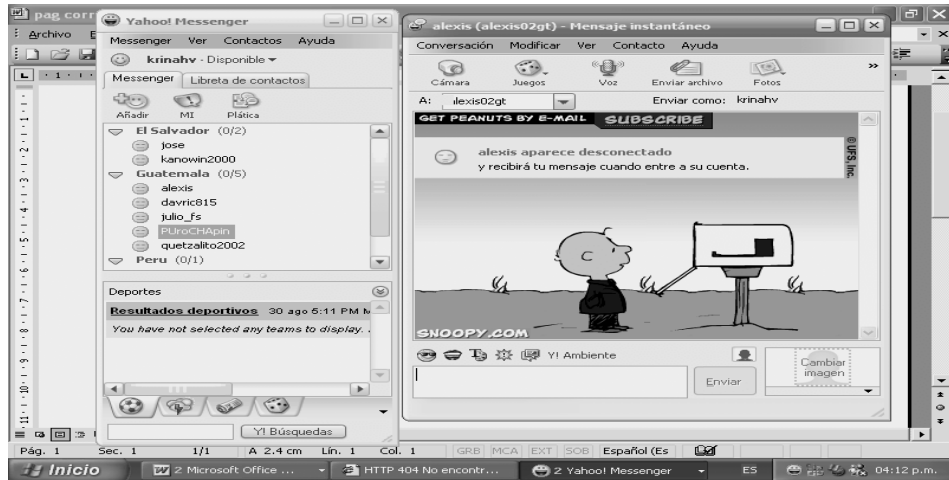 pag corr
Archivo
Yahoo! Messenger
Messenger Ver Contactos Ayuda
krinahv - Disponible
Messenger Libreta de contactos
Añadir MI Plática
El Salvador (0/2)
jose
kanowin2000
Guatemala (0/5)
alexis
davric815
julio_fs
PUroCHApin
quetzalito2002
Peru (0/1)
Deportes
Resultados deportivos 30 ago 5:11 PM
You have not selected any teams to display.
Y! Búsquedas
alexis (alexis02gt) - Mensaje instantáneo
Conversación Modificar Ver Contacto Ayuda
Cámara Juegos Voz Enviar archivo Fotos
A: alexis02gt Enviar como: krinahv
GET PEANUTS BY E-MAIL SUBSCRIBE
alexis aparece desconectado
y recibirá tu mensaje cuando entre a su cuenta.
© UFS, Inc.
SNOOPY.COM
Y! Ambiente
Enviar
Cambiar
imagen
Pág. 1 Sec. 1 1/1 A 2.4 cm Lín. 1 Col. 1 GRB MCA EXT SOB Español (Es
Inicio 2 Microsoft Office ... HTTP 404 No encontr... 2 Yahoo! Messenger ES 04:12 p.m.